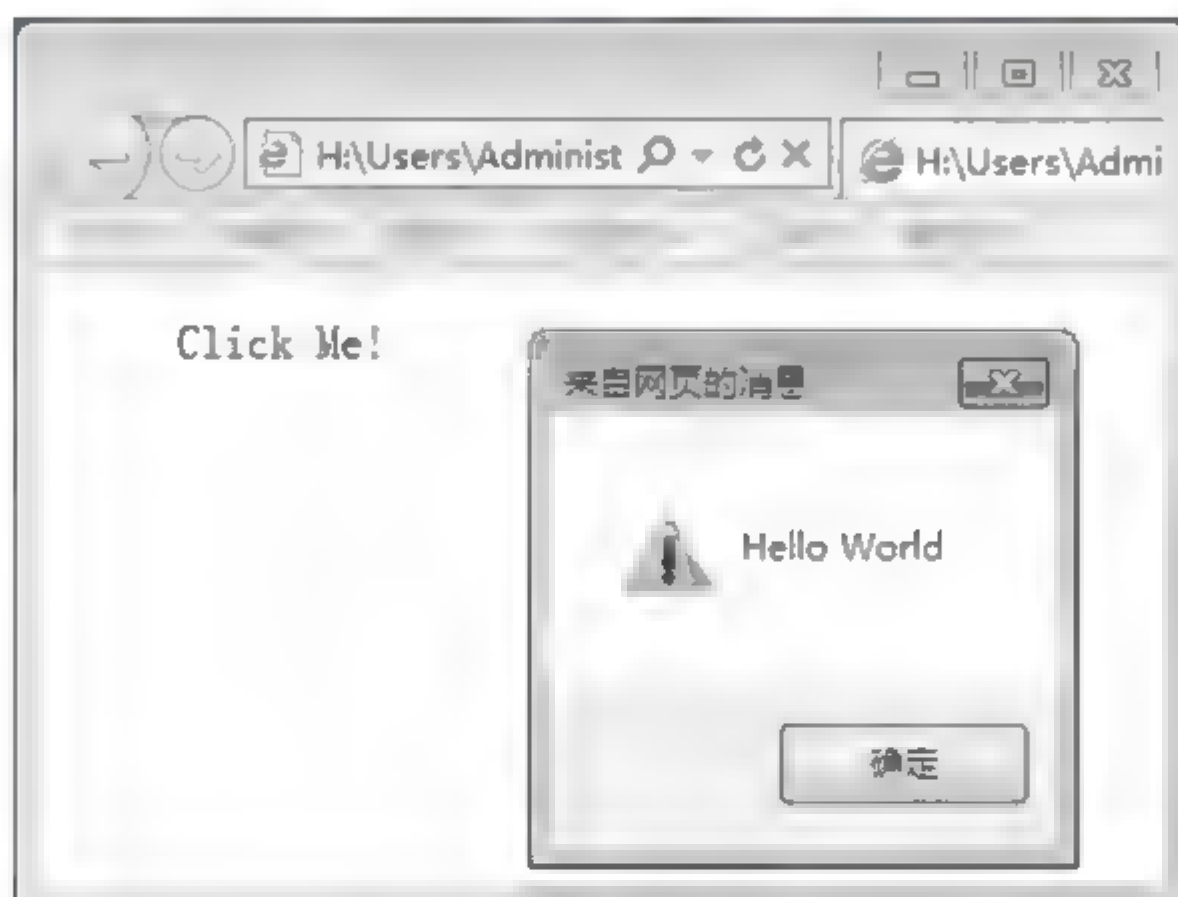 H:\Users\Administ
H:\Users\Admi
Click Me!
来自网页的消息
Hello World
确定